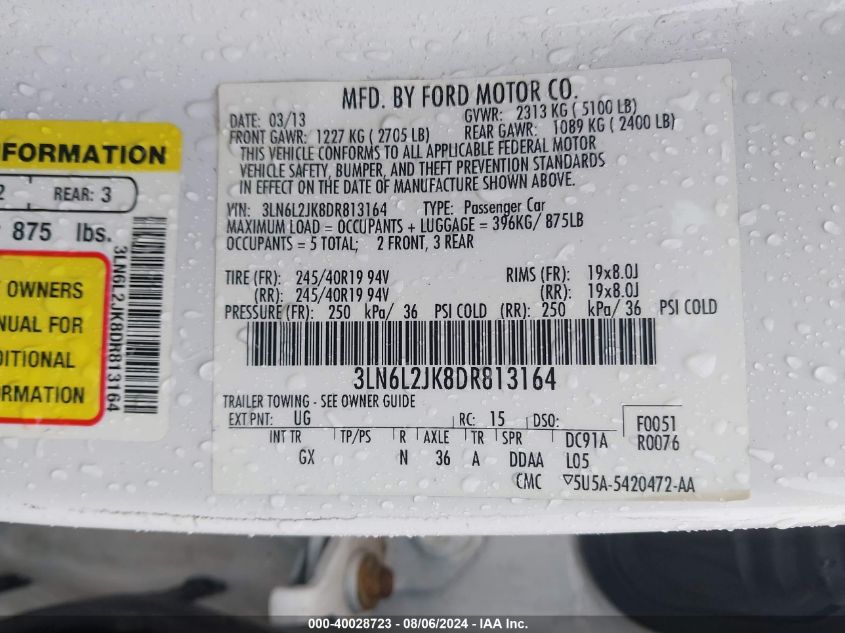 FORMATION
2 REAR: 3
875 lbs.
OWNERS
NUAL FOR
DITIONAL
ORMATION
3LN6L2JK8DR813164
MFD. BY FORD MOTOR CO.
DATE: 03/13 GVWR: 2313 KG ( 5100 LB)
FRONT GAWR: 1227 KG ( 2705 LB) REAR GAWR: 1089 KG ( 2400 LB)
THIS VEHICLE CONFORMS TO ALL APPLICABLE FEDERAL MOTOR
VEHICLE SAFETY, BUMPER, AND THEFT PREVENTION STANDARDS
IN EFFECT ON THE DATE OF MANUFACTURE SHOWN ABOVE.
VIN: 3LN6L2JK8DR813164 TYPE: Passenger Car
MAXIMUM LOAD = OCCUPANTS + LUGGAGE = 396KG/ 875LB
OCCUPANTS = 5 TOTAL; 2 FRONT, 3 REAR
TIRE (FR): 245/40R19 94V RIMS (FR): 19x8.0J
(RR): 245/40R19 94V (RR): 19x8.0J
PRESSURE (FR): 250 kPa/ 36 PSI COLD (RR): 250 kPa/ 36 PSI COLD
3LN6L2JK8DR813164
TRAILER TOWING - SEE OWNER GUIDE
EXT PNT: UG RC: 15 DSO: F0051
INT TR TP/PS R AXLE TR SPR DC91A R0076
GX N 36 A DDAA L05
CMC ▽5U5A-5420472-AA
000-40028723 - 08/06/2024 - IAA Inc.